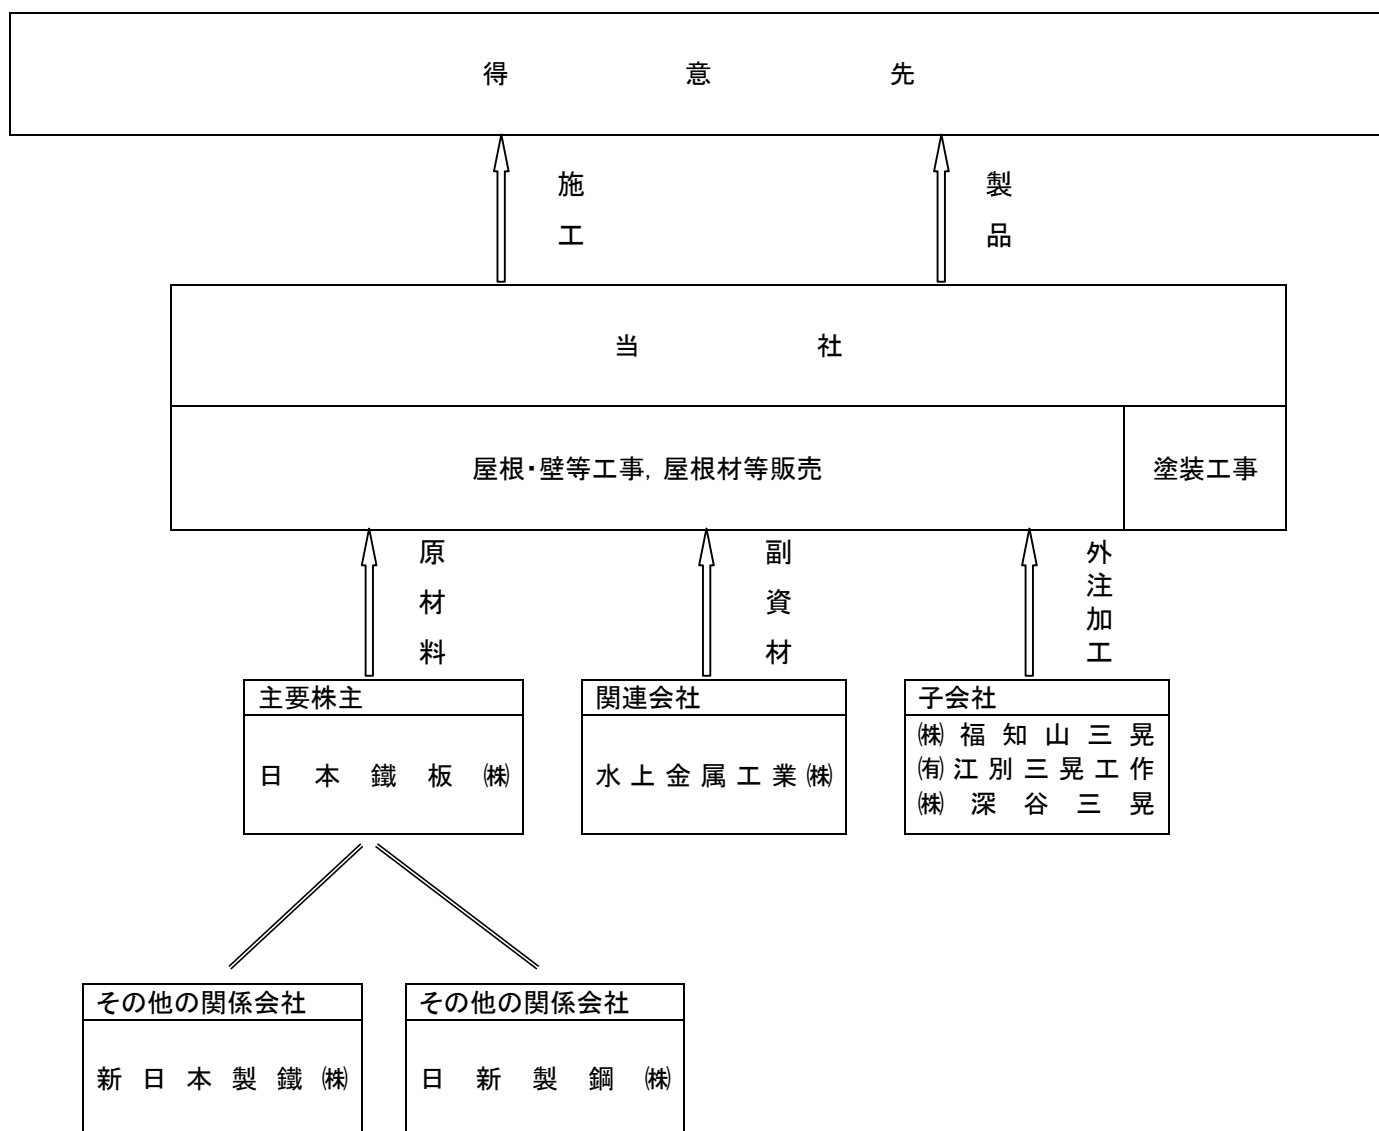 得意先
施工
製品
当社
屋根・壁等工事, 屋根材等販売
塗装工事
原材料
副資材
外注加工
主要株主
日本鐵板㈱
関連会社
水上金属工業㈱
子会社
㈱福知山三晃
㈲江別三晃工作
㈱深谷三晃
その他の関係会社
新日本製鐵㈱
その他の関係会社
日新製鋼㈱